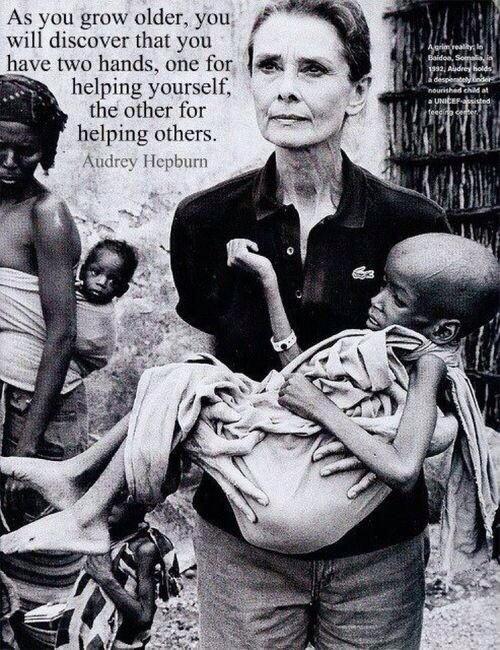 As you grow older, you
will discover that you
have two hands, one for
helping yourself,
the other for
helping others.
Audrey Hepburn
A grim reality: In
Baidoa, Somalia, in
1992, Audrey holds
a desperately under-
nourished child at
a UNICEF-assisted
feeding center.